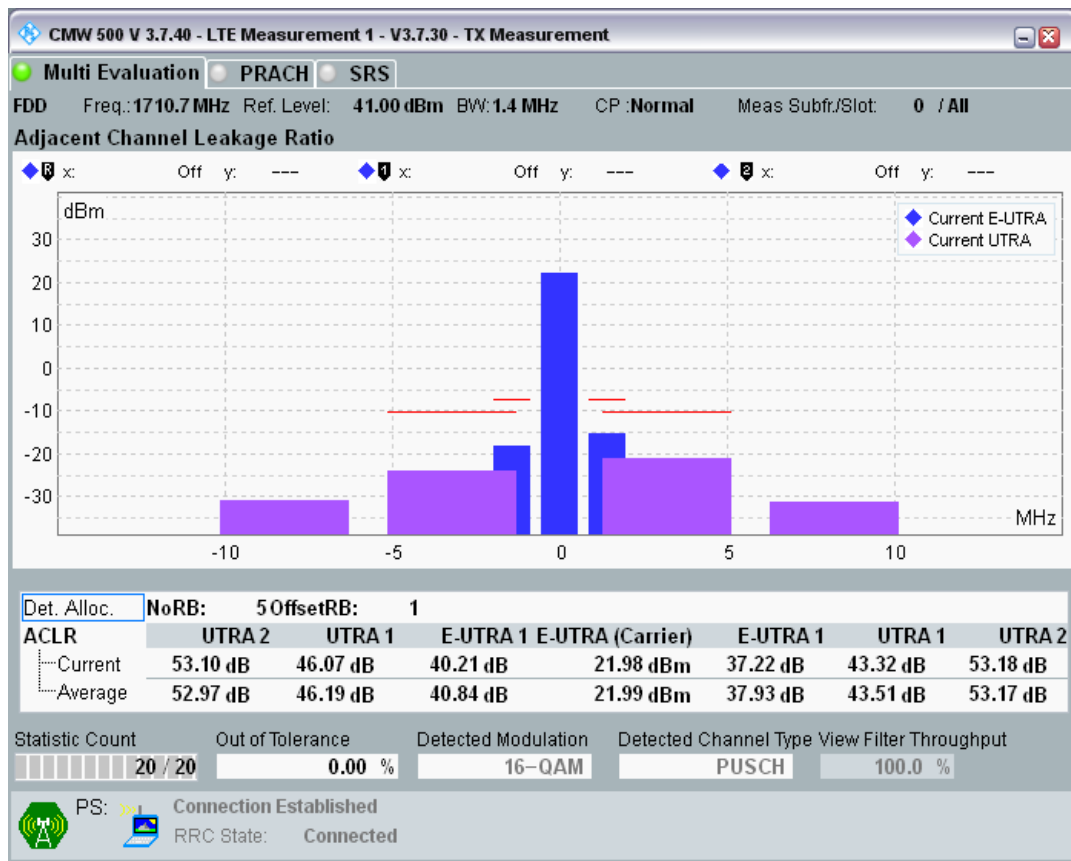 CMW 500 V 3.7.40 - LTE Measurement 1 - V3.7.30 - TX Measurement
Multi Evaluation PRACH SRS
FDD Freq.: 1710.7 MHz Ref. Level: 41.00 dBm BW: 1.4 MHz CP :Normal Meas Subfr./Slot: 0 / All
Adjacent Channel Leakage Ratio
R x: Off y: --- 1 x: Off y: --- 2 x: Off y: ---
dBm
Current E-UTRA
Current UTRA
30
20
10
0
-10
-20
-30
MHz
-10 -5 0 5 10
Det. Alloc. NoRB: 5 OffsetRB: 1
ACLR UTRA 2 UTRA 1 E-UTRA 1 E-UTRA (Carrier) E-UTRA 1 UTRA 1 UTRA 2
Current 53.10 dB 46.07 dB 40.21 dB 21.98 dBm 37.22 dB 43.32 dB 53.18 dB
Average 52.97 dB 46.19 dB 40.84 dB 21.99 dBm 37.93 dB 43.51 dB 53.17 dB
Statistic Count Out of Tolerance Detected Modulation Detected Channel Type View Filter Throughput
20 / 20 0.00 % 16-QAM PUSCH 100.0 %
PS: Connection Established
RRC State: Connected